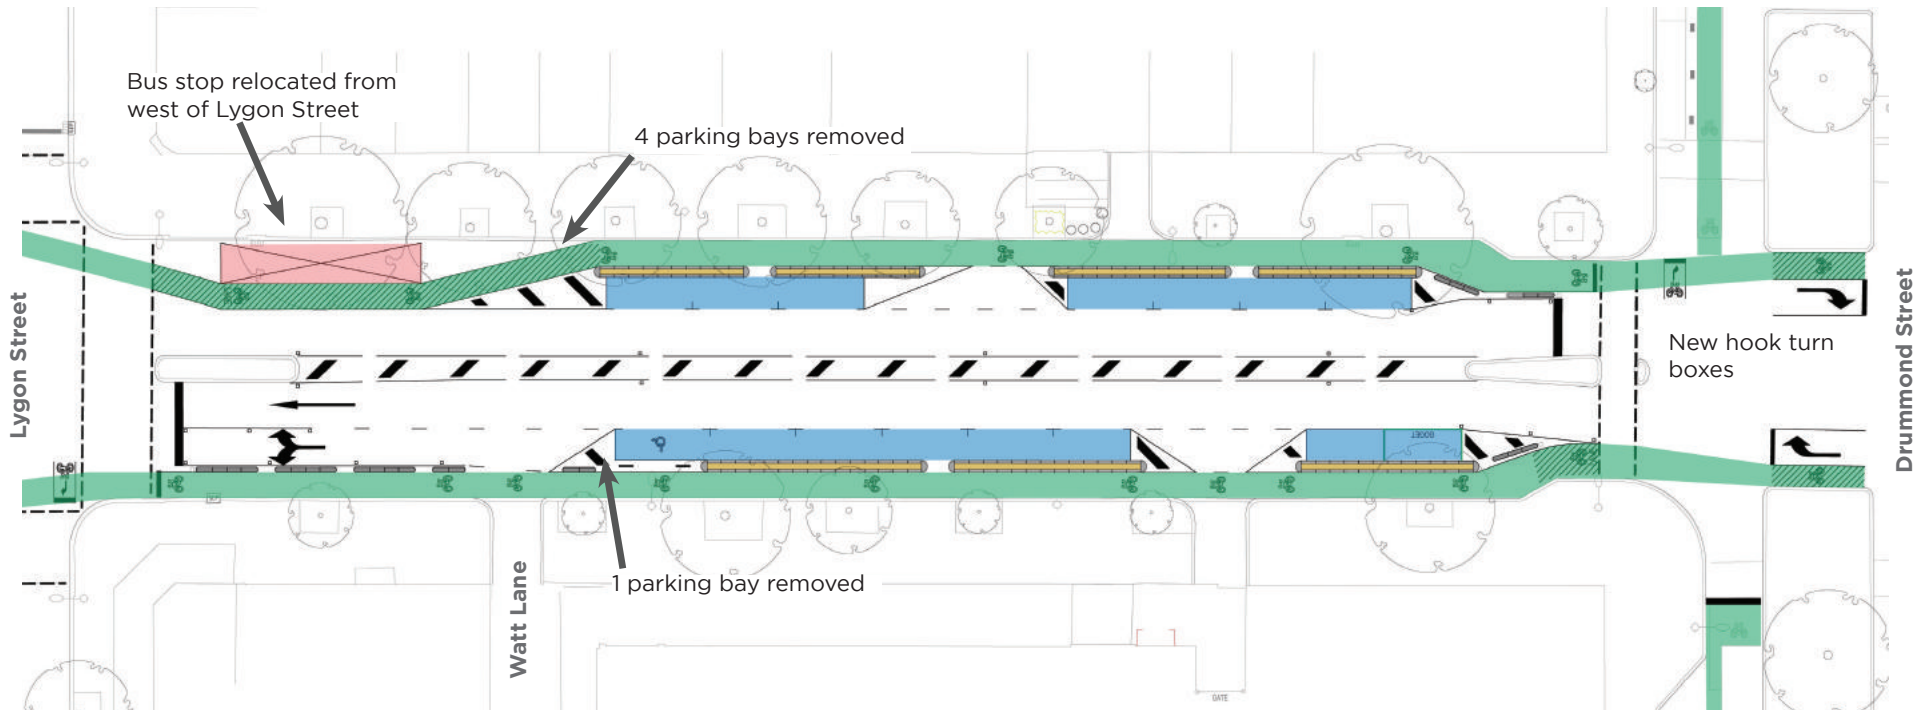 Bus stop relocated from
west of Lygon Street
4 parking bays removed
Lygon Street
New hook turn
boxes
Drummond Street
1 parking bay removed
Watt Lane
GATE